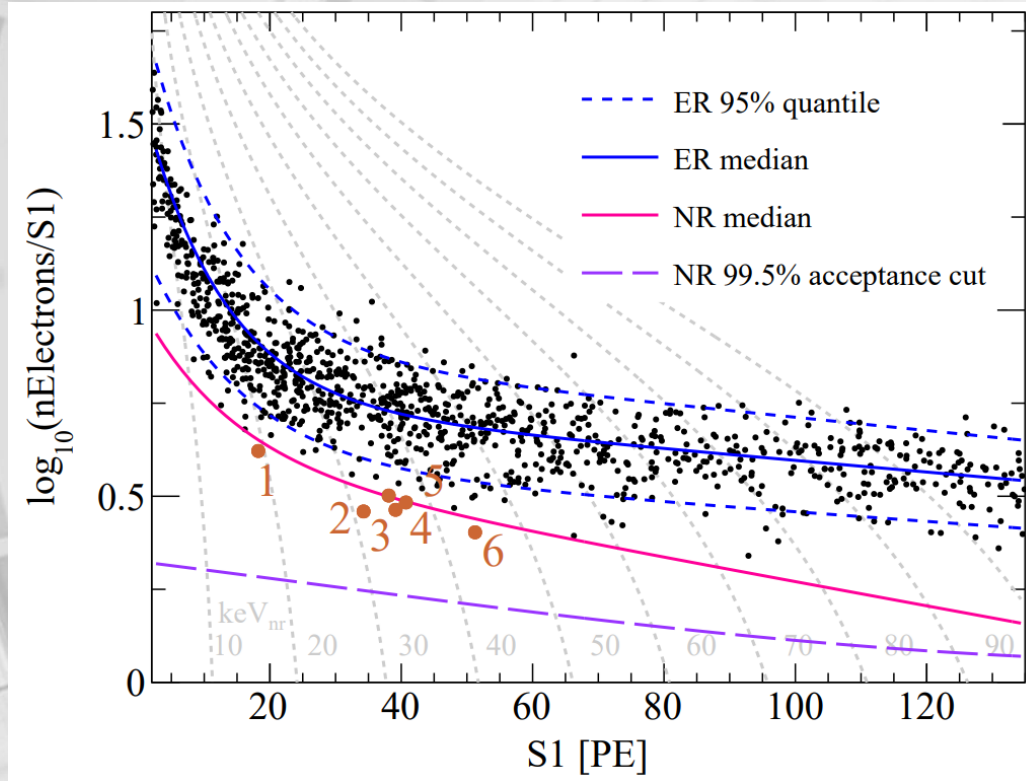 1.5
1
0.5
0
log10(nElectrons/S1)
ER 95% quantile
ER median
NR median
NR 99.5% acceptance cut
1
2
3
4
5
6
keVnr
10 20 30 40 50 60 70 80 90
20 40 60 80 100 120
S1 [PE]